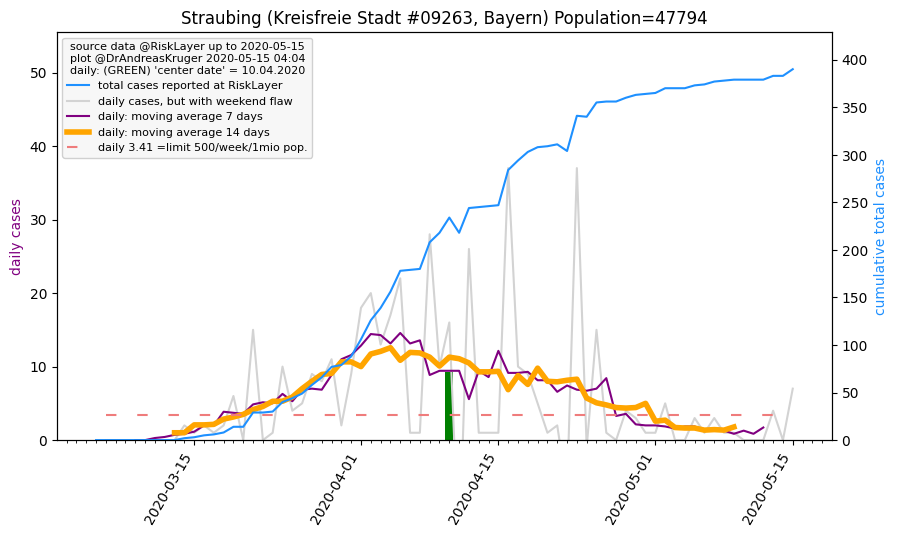 Straubing (Kreisfreie Stadt #09263, Bayern) Population=47794
source data @RiskLayer up to 2020-05-15
plot @DrAndreasKruger 2020-05-15 04:04
daily: (GREEN) 'center date' = 10.04.2020
total cases reported at RiskLayer
daily cases, but with weekend flaw
daily: moving average 7 days
daily: moving average 14 days
daily 3.41 =limit 500/week/1mio pop.
daily cases
50
40
30
20
10
0
cumulative total cases
400
350
300
250
200
150
100
50
0
2020-03-15
2020-04-01
2020-04-15
2020-05-01
2020-05-15